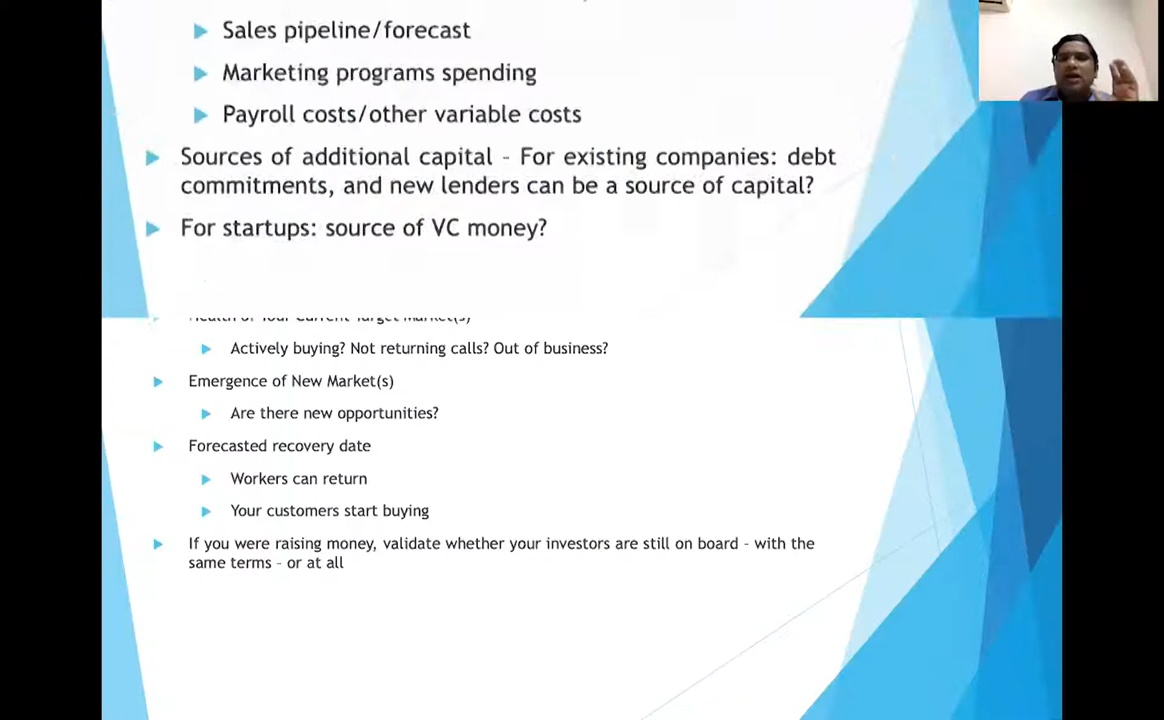 Sales pipeline/forecast
Marketing programs spending
Payroll costs/other variable costs
Sources of additional capital - For existing companies: debt
commitments, and new lenders can be a source of capital?
For startups: source of VC money?
Health of Your Current Target Market(s)
Actively buying? Not returning calls? Out of business?
Emergence of New Market(s)
Are there new opportunities?
Forecasted recovery date
Workers can return
Your customers start buying
If you were raising money, validate whether your investors are still on board - with the
same terms - or at all